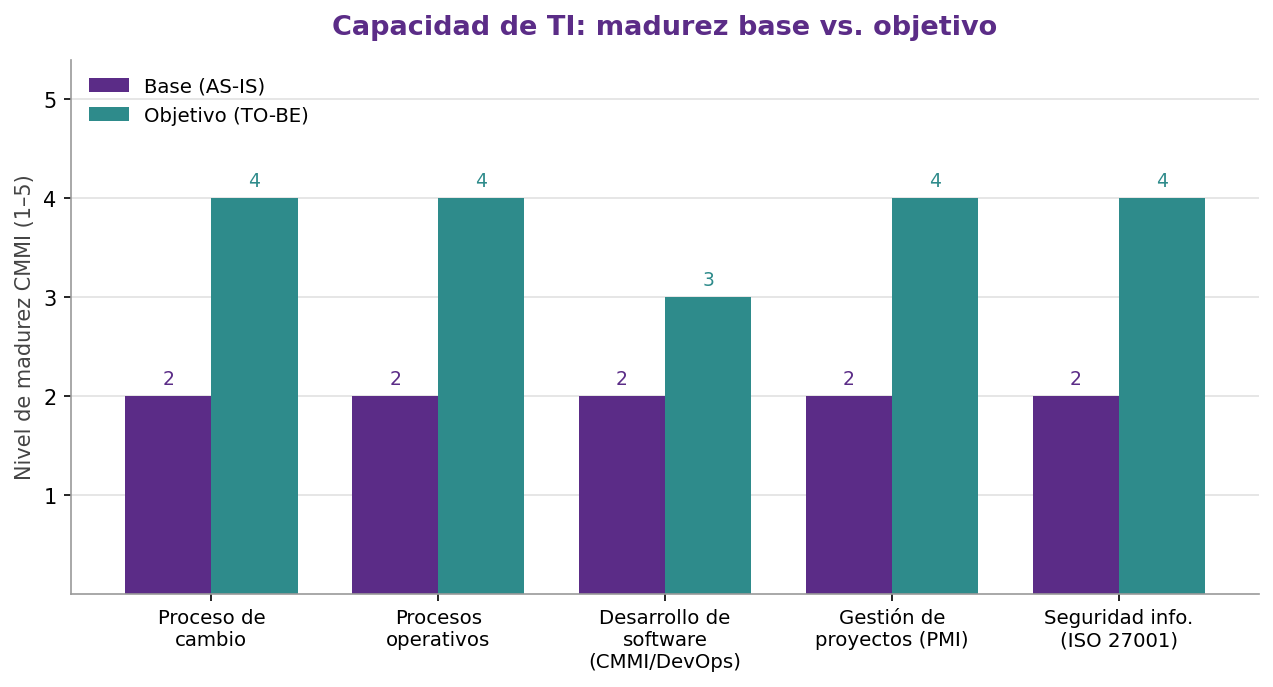 Capacidad de TI: madurez base vs. objetivo
Base (AS-IS)
Objetivo (TO-BE)
Nivel de madurez CMMI (1–5)
5
4
3
2
1
2
4
2
4
2
3
2
4
2
4
Proceso de
cambio
Procesos
operativos
Desarrollo de
software
(CMMI/DevOps)
Gestión de
proyectos (PMI)
Seguridad info.
(ISO 27001)